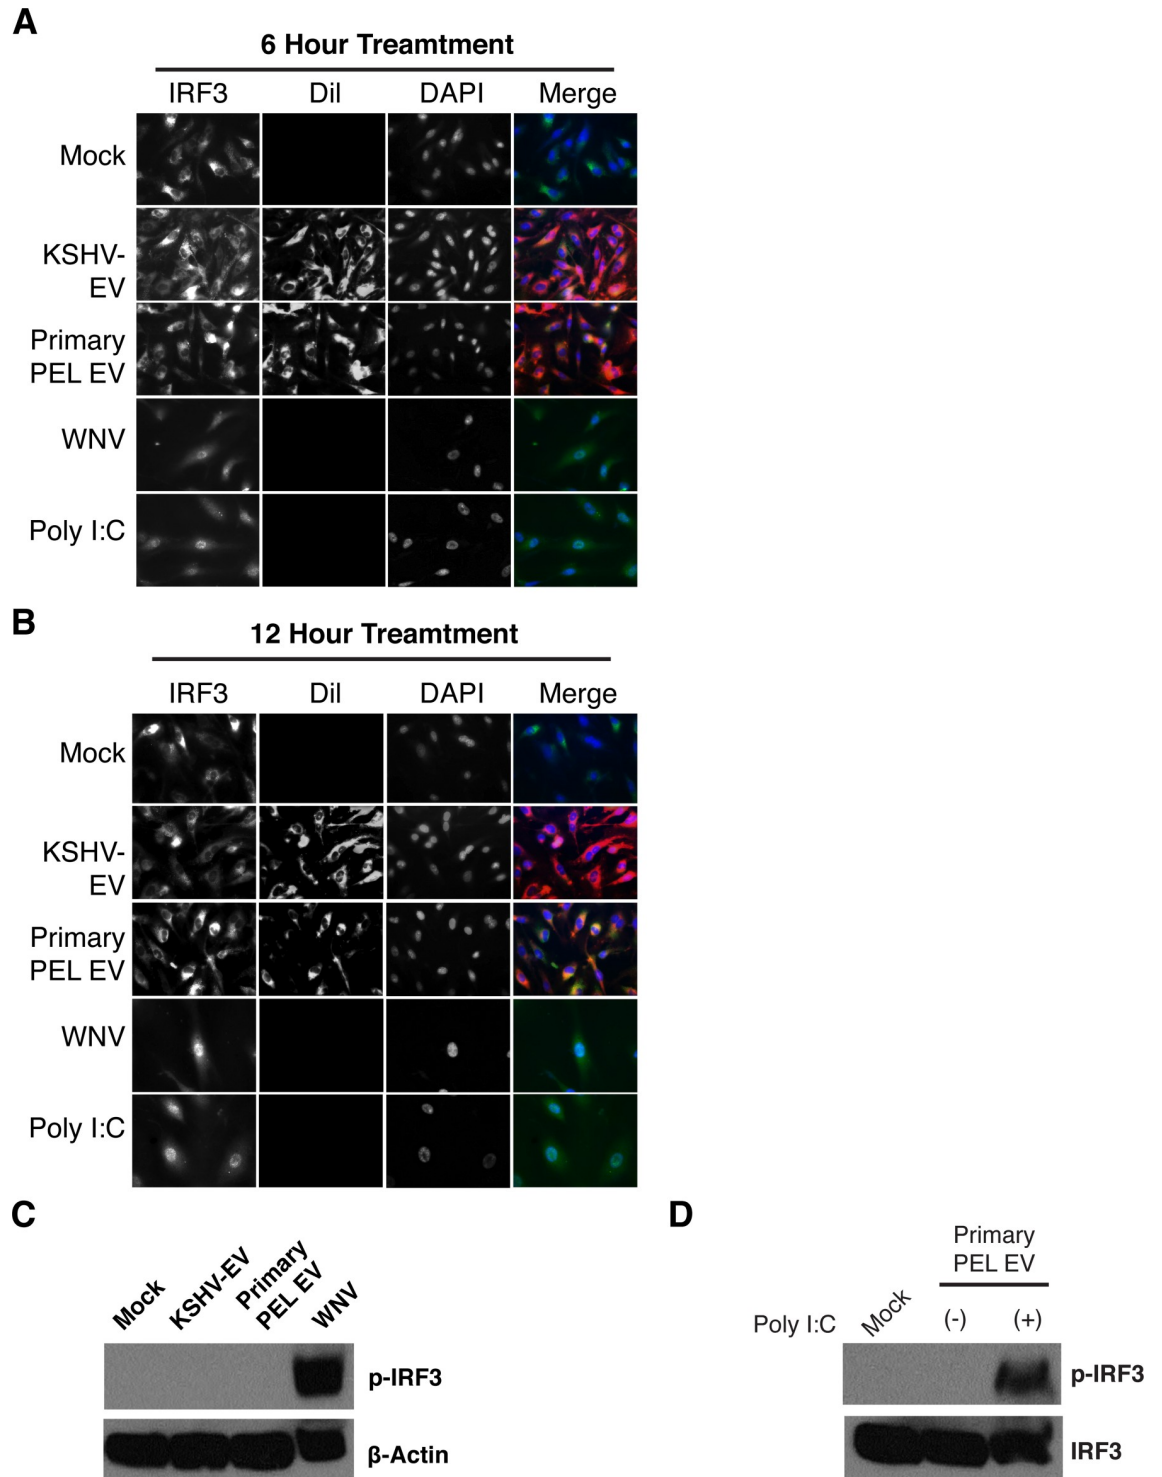 A
6 Hour Treamtment
IRF3 DiI DAPI Merge
Mock
KSHV-
EV
Primary
PEL EV
WNV
Poly I:C
B
12 Hour Treamtment
IRF3 DiI DAPI Merge
Mock
KSHV-
EV
Primary
PEL EV
WNV
Poly I:C
C
Mock
KSHV-EV
Primary
PEL EV
WNV
p-IRF3
β-Actin
D
Primary
PEL EV
Poly I:C Mock (-) (+)
p-IRF3
IRF3